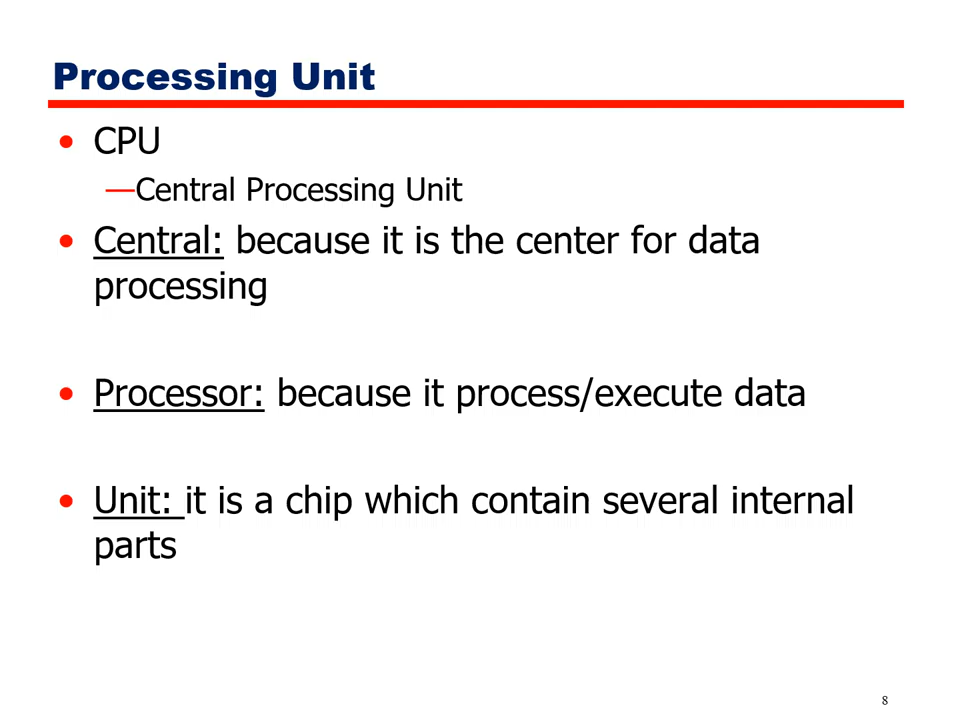 Processing Unit
• CPU
—Central Processing Unit
• Central: because it is the center for data
processing
• Processor: because it process/execute data
• Unit: it is a chip which contain several internal
parts
8